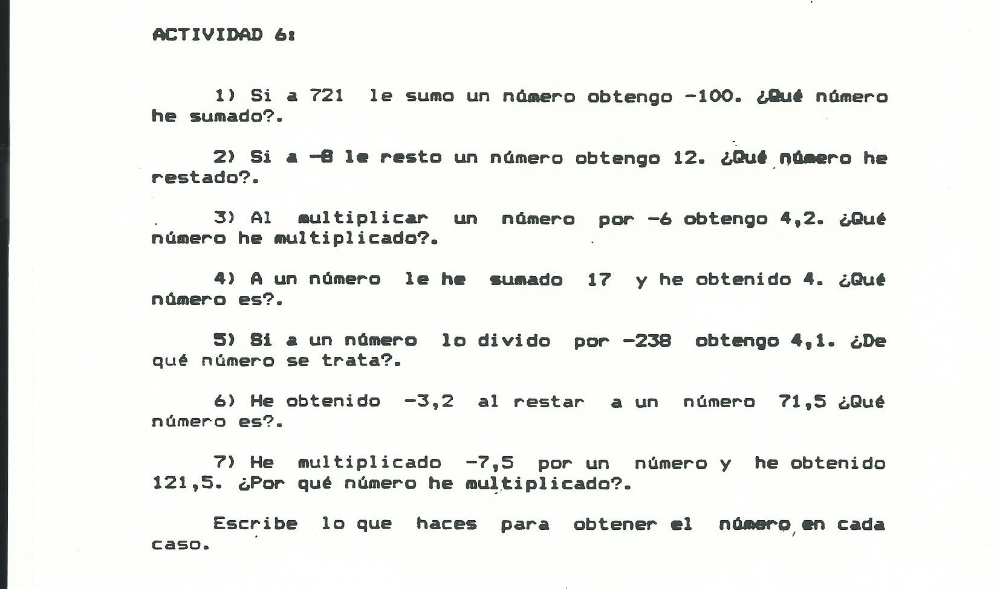 ACTIVIDAD 6:
1) Si a 721 le sumo un número obtengo -100. ¿Qué número
he sumado?.
2) Si a -8 le resto un número obtengo 12. ¿Qué número he
restado?.
3) Al multiplicar un número por -6 obtengo 4,2. ¿Qué
número he multiplicado?.
4) A un número le he sumado 17 y he obtenido 4. ¿Qué
número es?.
5) Si a un número lo divido por -238 obtengo 4,1. ¿De
qué número se trata?.
6) He obtenido -3,2 al restar a un número 71,5 ¿Qué
número es?.
7) He multiplicado -7,5 por un número y he obtenido
121,5. ¿Por qué número he multiplicado?.
Escribe lo que haces para obtener el número, en cada
caso.